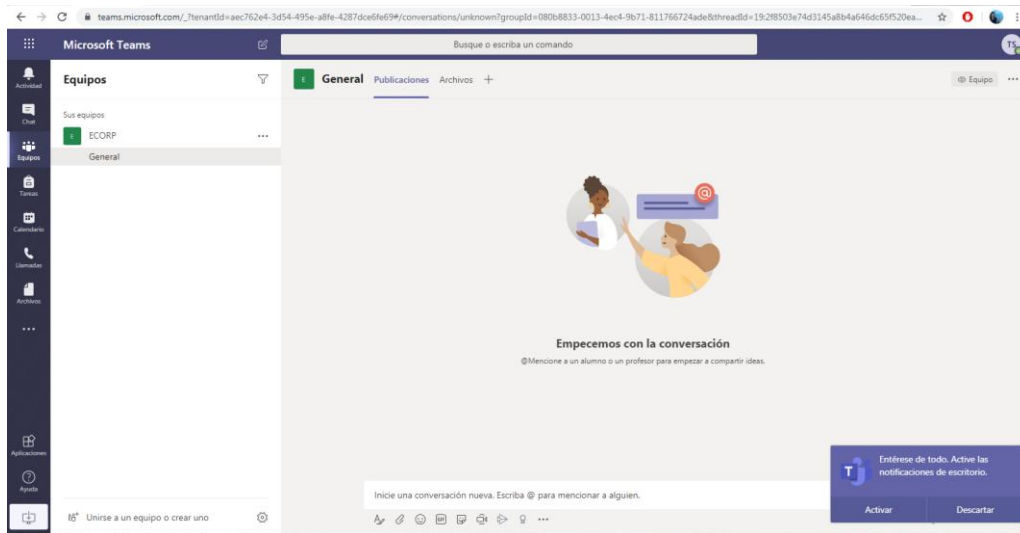 teams.microsoft.com/_?tenantId=aec762e4-3d54-495e-a8fe-4287dce6fe69#/conversations/unknown?groupId=080b8833-0013-4ec4-9b71-811766724ade&threadId=19:2f8503e74d3145a8b4a646dc65f520ea...
Microsoft Teams
Busque o escriba un comando
TS
Actividad
Chat
Equipos
Tareas
Calendario
Llamadas
Archivos
Aplicaciones
Ayuda
Equipos
Sus equipos
E ECORP
General
Unirse a un equipo o crear uno
E General Publicaciones Archivos
Equipo
@
Empecemos con la conversación
@Mencione a un alumno o un profesor para empezar a compartir ideas.
Inicie una conversación nueva. Escriba @ para mencionar a alguien.
GIF
T
Entérese de todo. Active las
notificaciones de escritorio.
Activar Descartar